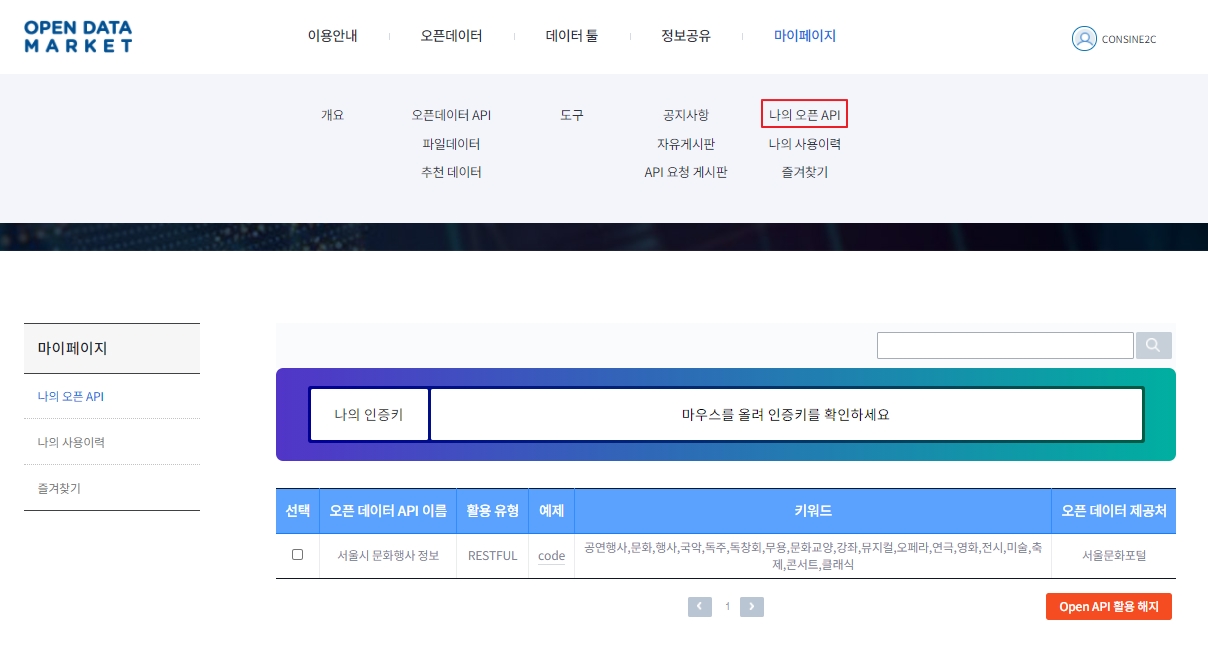 OPEN DATA
MARKET
이용안내 오픈데이터 데이터 툴 정보공유 마이페이지
CONSINE2C
개요 오픈데이터 API 도구 공지사항 나의 오픈 API
파일데이터 자유게시판 나의 사용이력
추천 데이터 API 요청 게시판 즐겨찾기
마이페이지
나의 오픈 API
나의 사용이력
즐겨찾기
나의 인증키 마우스를 올려 인증키를 확인하세요
선택 오픈 데이터 API 이름 활용 유형 예제 키워드 오픈 데이터 제공처
서울시 문화행사 정보 RESTFUL code 공연행사,문화,행사,국악,독주,독창회,무용,문화교양,강좌,뮤지컬,오페라,연극,영화,전시,미술,축
제,콘서트,클래식 서울문화포털
1
Open API 활용 해지